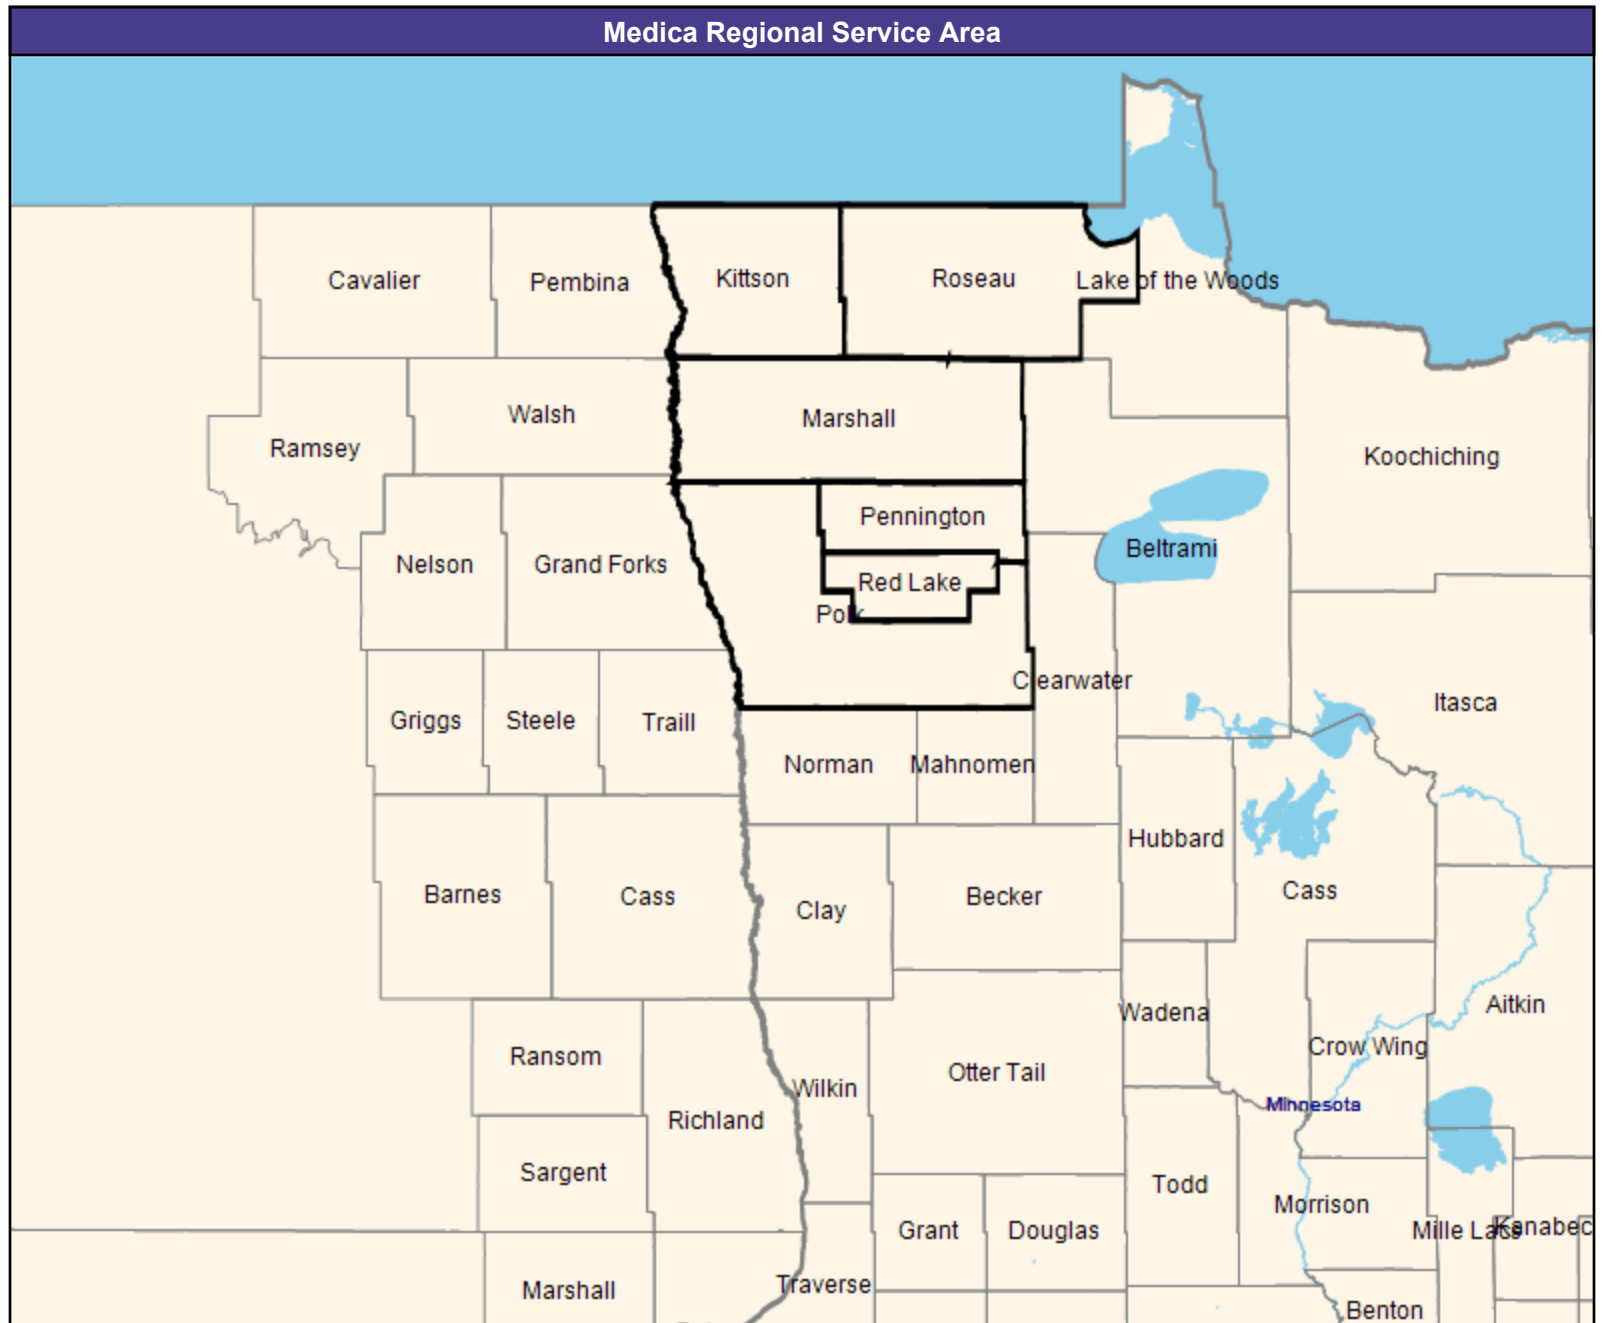 Medica Regional Service Area
Cavalier
Pembina
Kittson
Roseau
Lake of the Woods
Walsh
Marshall
Ramsey
Koochiching
Pennington
Beltrami
Nelson
Grand Forks
Red Lake
Polk
Clearwater
Itasca
Griggs
Steele
Traill
Norman
Mahnomen
Hubbard
Barnes
Cass
Clay
Becker
Cass
Wadena
Aitkin
Crow Wing
Ransom
Otter Tail
Wilkin
Minnesota
Richland
Sargent
Todd
Morrison
Grant
Douglas
Mille Lacs
Kanabec
Marshall
Traverse
Benton